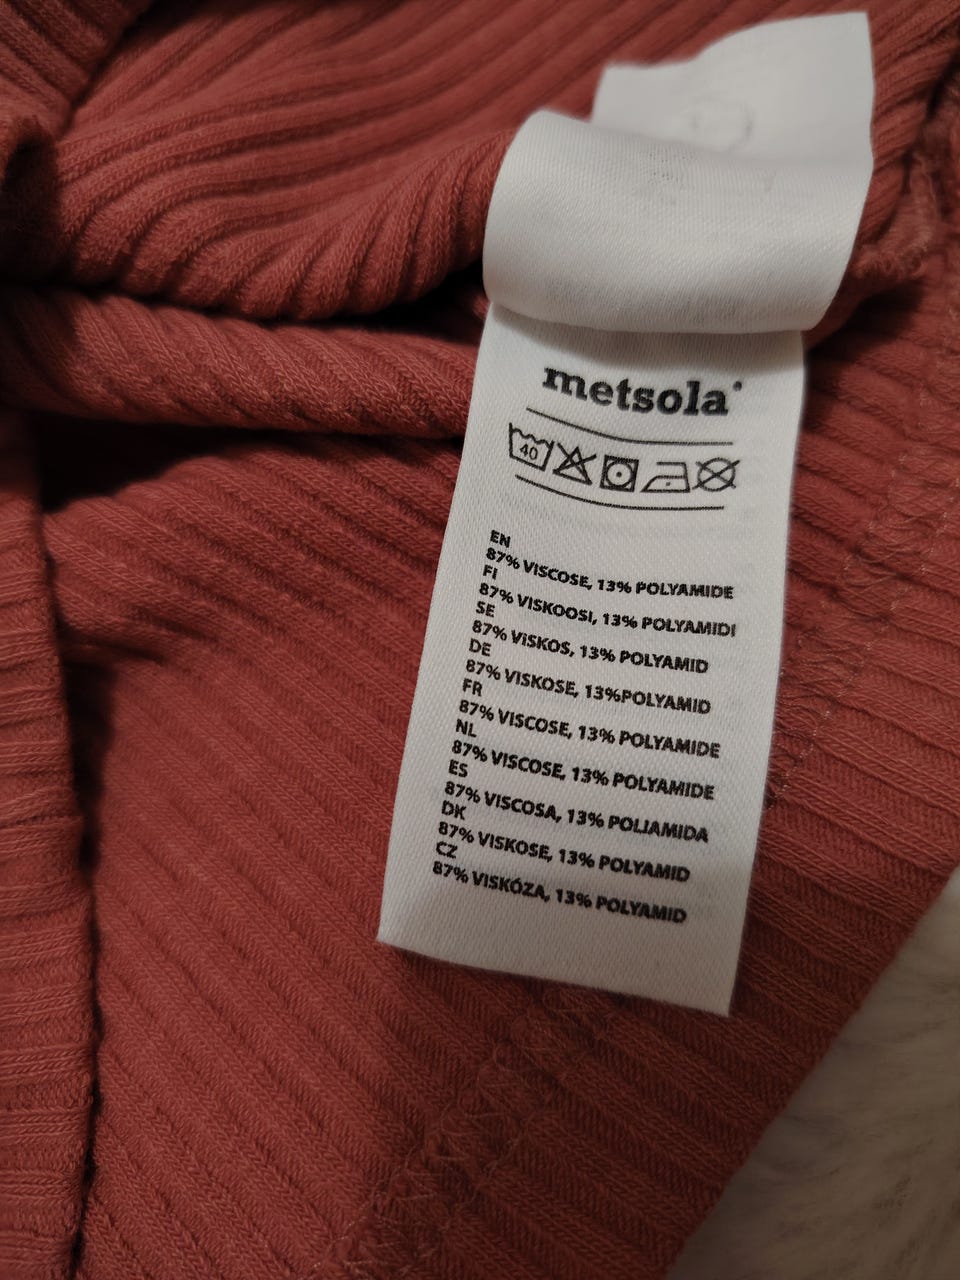 metsola
40
EN
87% VISCOSE, 13% POLYAMIDE
FI
87% VISKOOSI, 13% POLYAMIDI
SE
87% VISKOS, 13% POLYAMID
DE
87% VISKOSE, 13%POLYAMID
FR
87% VISCOSE, 13% POLYAMIDE
NL
87% VISCOSE, 13% POLYAMIDE
ES
87% VISCOSA, 13% POLIAMIDA
DK
87% VISKOSE, 13% POLYAMID
CZ
87% VISKÓZA, 13% POLYAMID